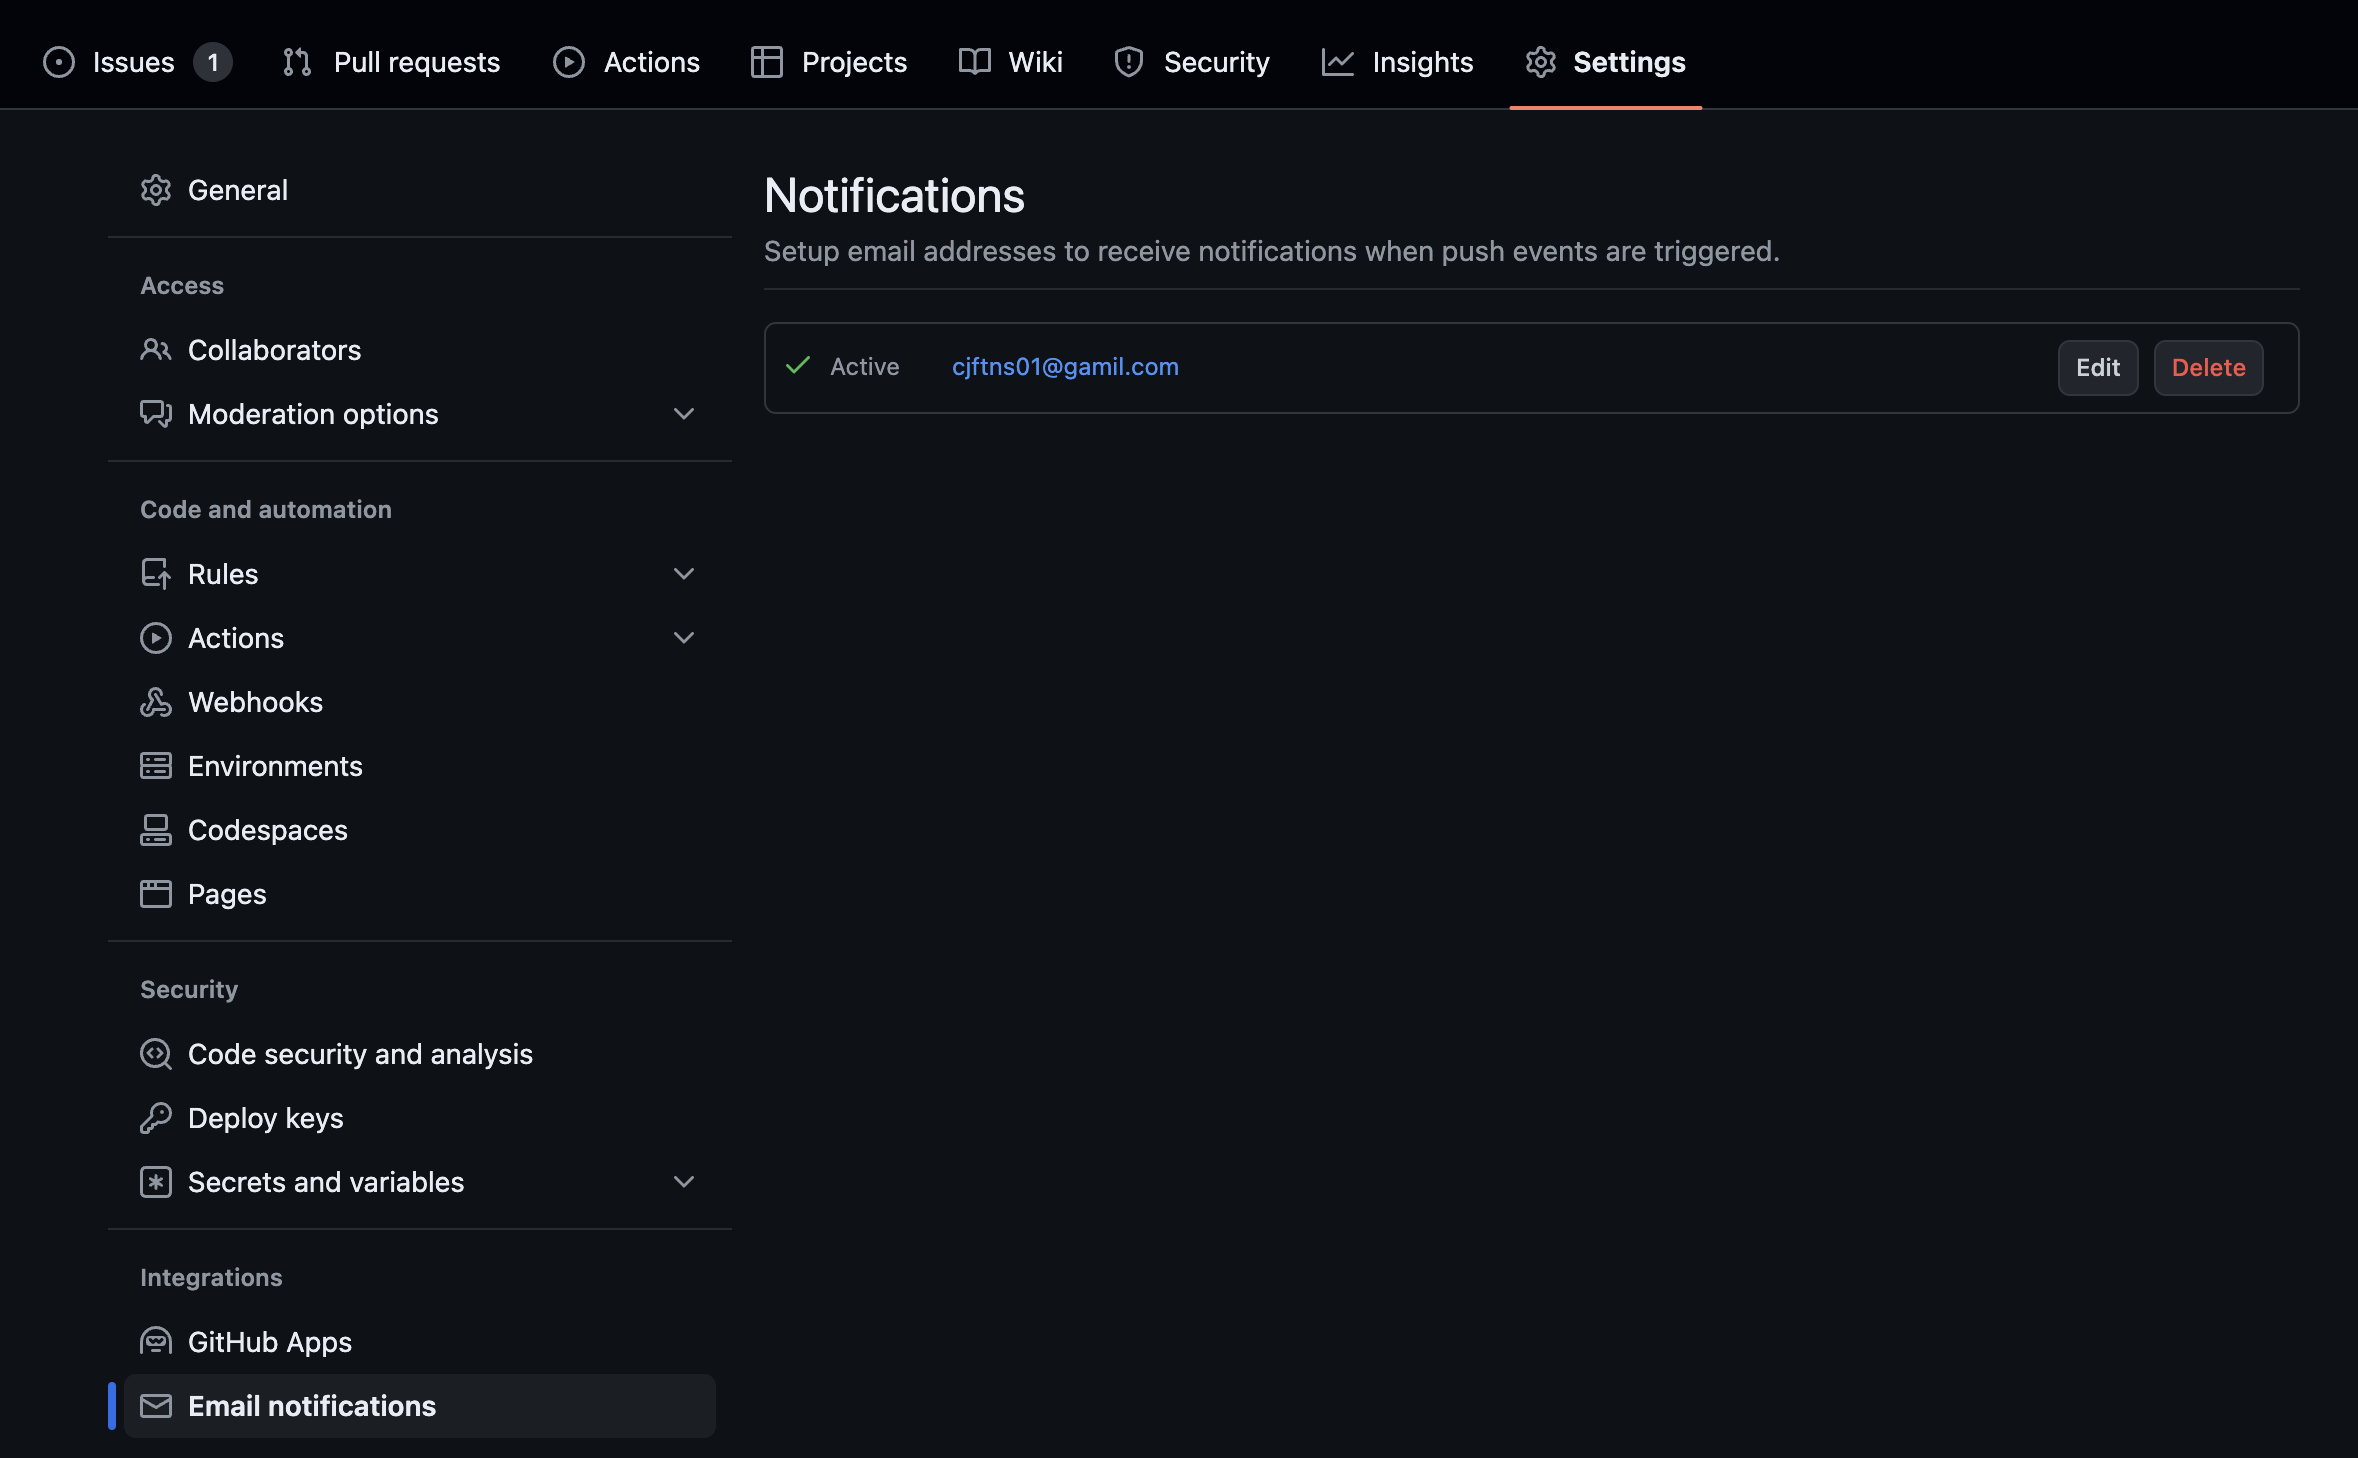 Issues 1 Pull requests Actions Projects Wiki Security Insights Settings
General
Access
Collaborators
Moderation options
Code and automation
Rules
Actions
Webhooks
Environments
Codespaces
Pages
Security
Code security and analysis
Deploy keys
Secrets and variables
Integrations
GitHub Apps
Email notifications
Notifications
Setup email addresses to receive notifications when push events are triggered.
Active cjftns01@gamil.com Edit Delete